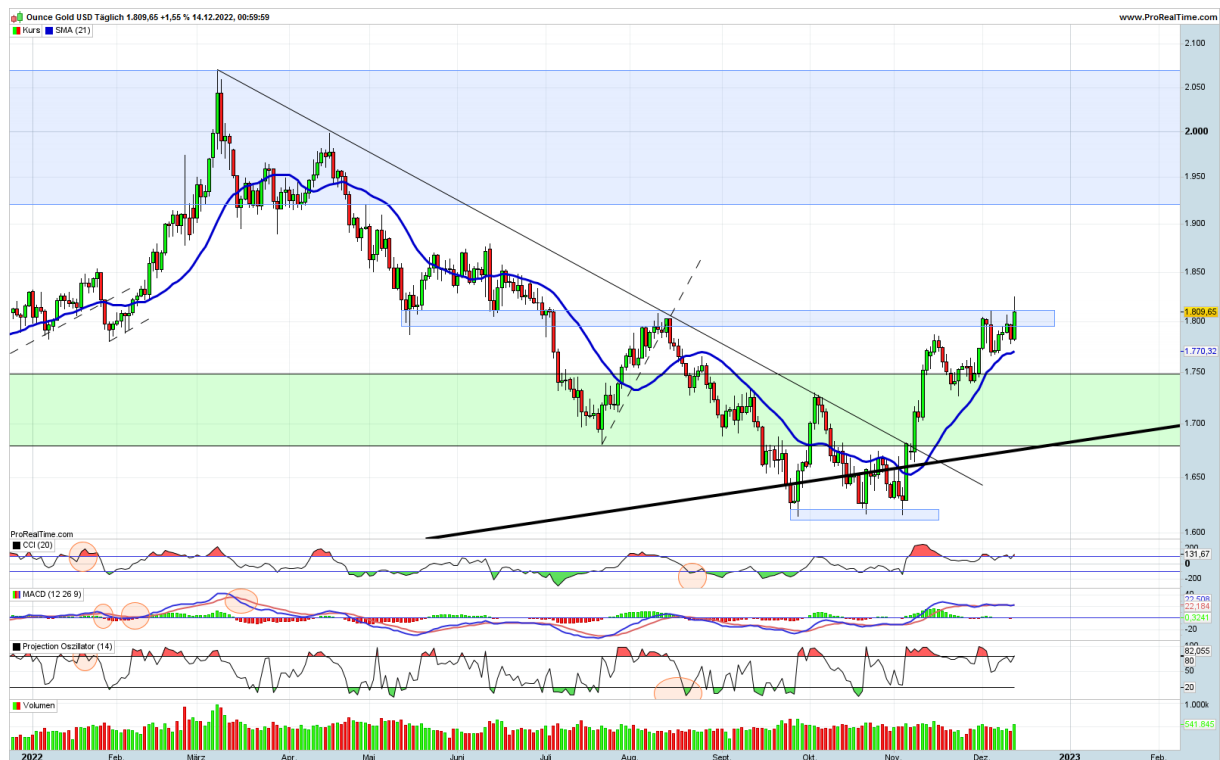 Ounce Gold USD Täglich 1.809,65 +1,55 % 14.12.2022, 00:59:59
www.ProRealTime.com
Kurs SMA (21)
2.100
2.050
2.000
1.950
1.900
1.850
1.809,65
1.800
1.770,32
1.750
1.700
1.650
1.600
ProRealTime.com
CCI (20)
131,67
0
-200
MACD (12 26 9)
22,508
22,184
0,3241
-20
Projection Oszillator (14)
82,055
80
50
20
Volumen
1.000k
541.845
2022 Feb. März Apr. Mai Juni Juli Aug. Sept. Okt. Nov. Dez. 2023 Feb.